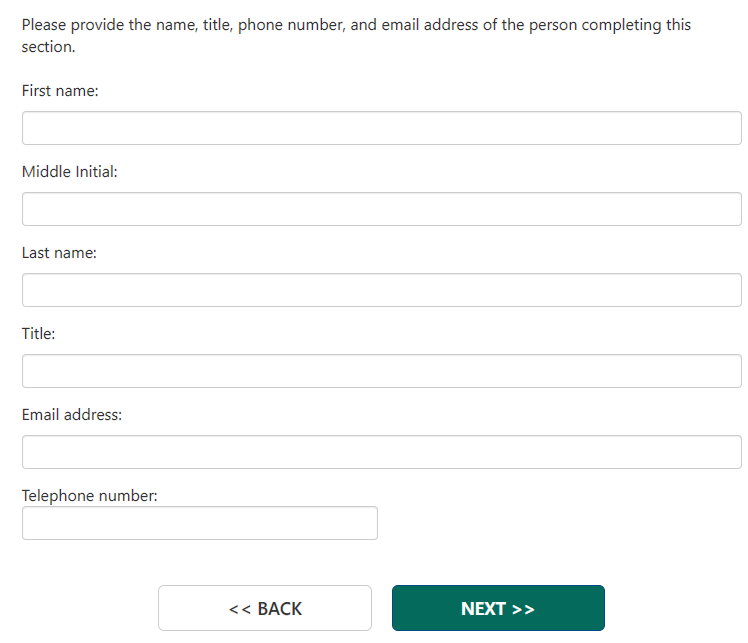 Please provide the name, title, phone number, and email address of the person completing this
section.
First name:
Middle Initial:
Last name:
Title:
Email address:
Telephone number:
<< BACK
NEXT >>